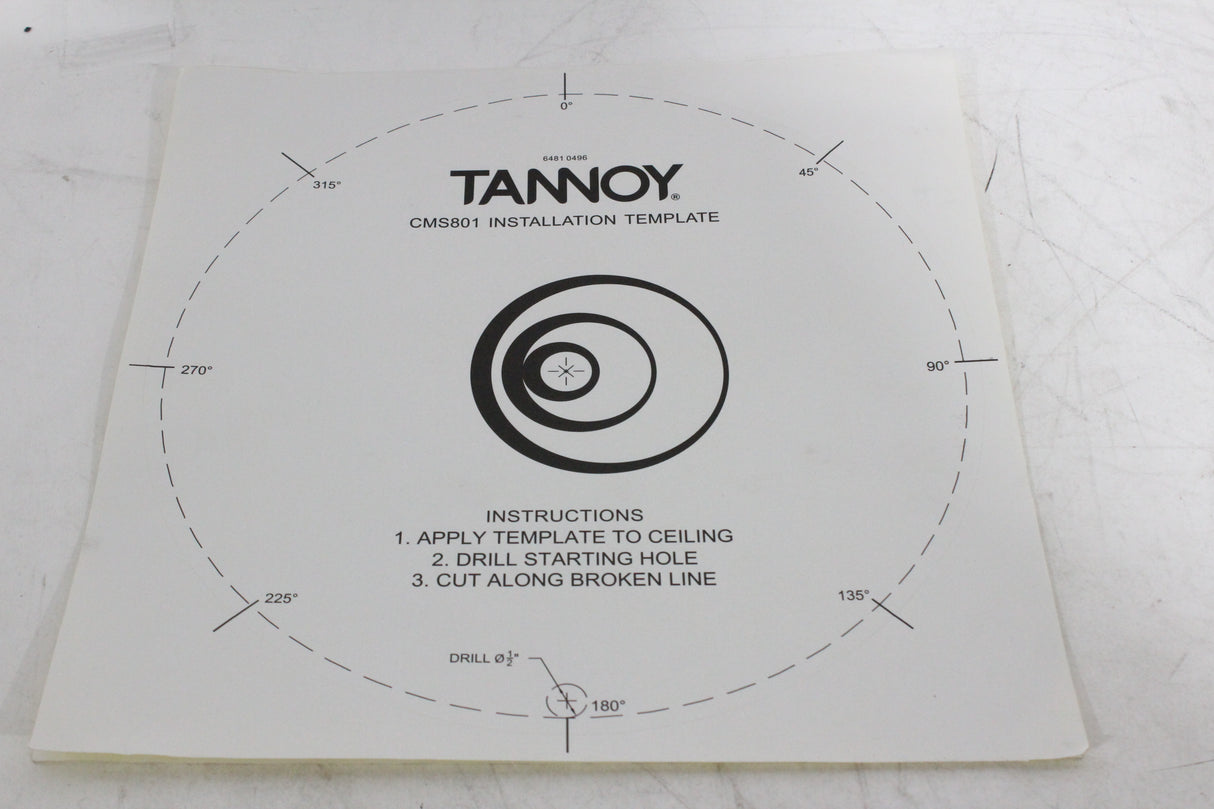 0°
6481 0496
TANNOY®
CMS801 INSTALLATION TEMPLATE
315°
45°
270°
90°
INSTRUCTIONS
1. APPLY TEMPLATE TO CEILING
2. DRILL STARTING HOLE
3. CUT ALONG BROKEN LINE
225°
135°
DRILL Ø½"
180°